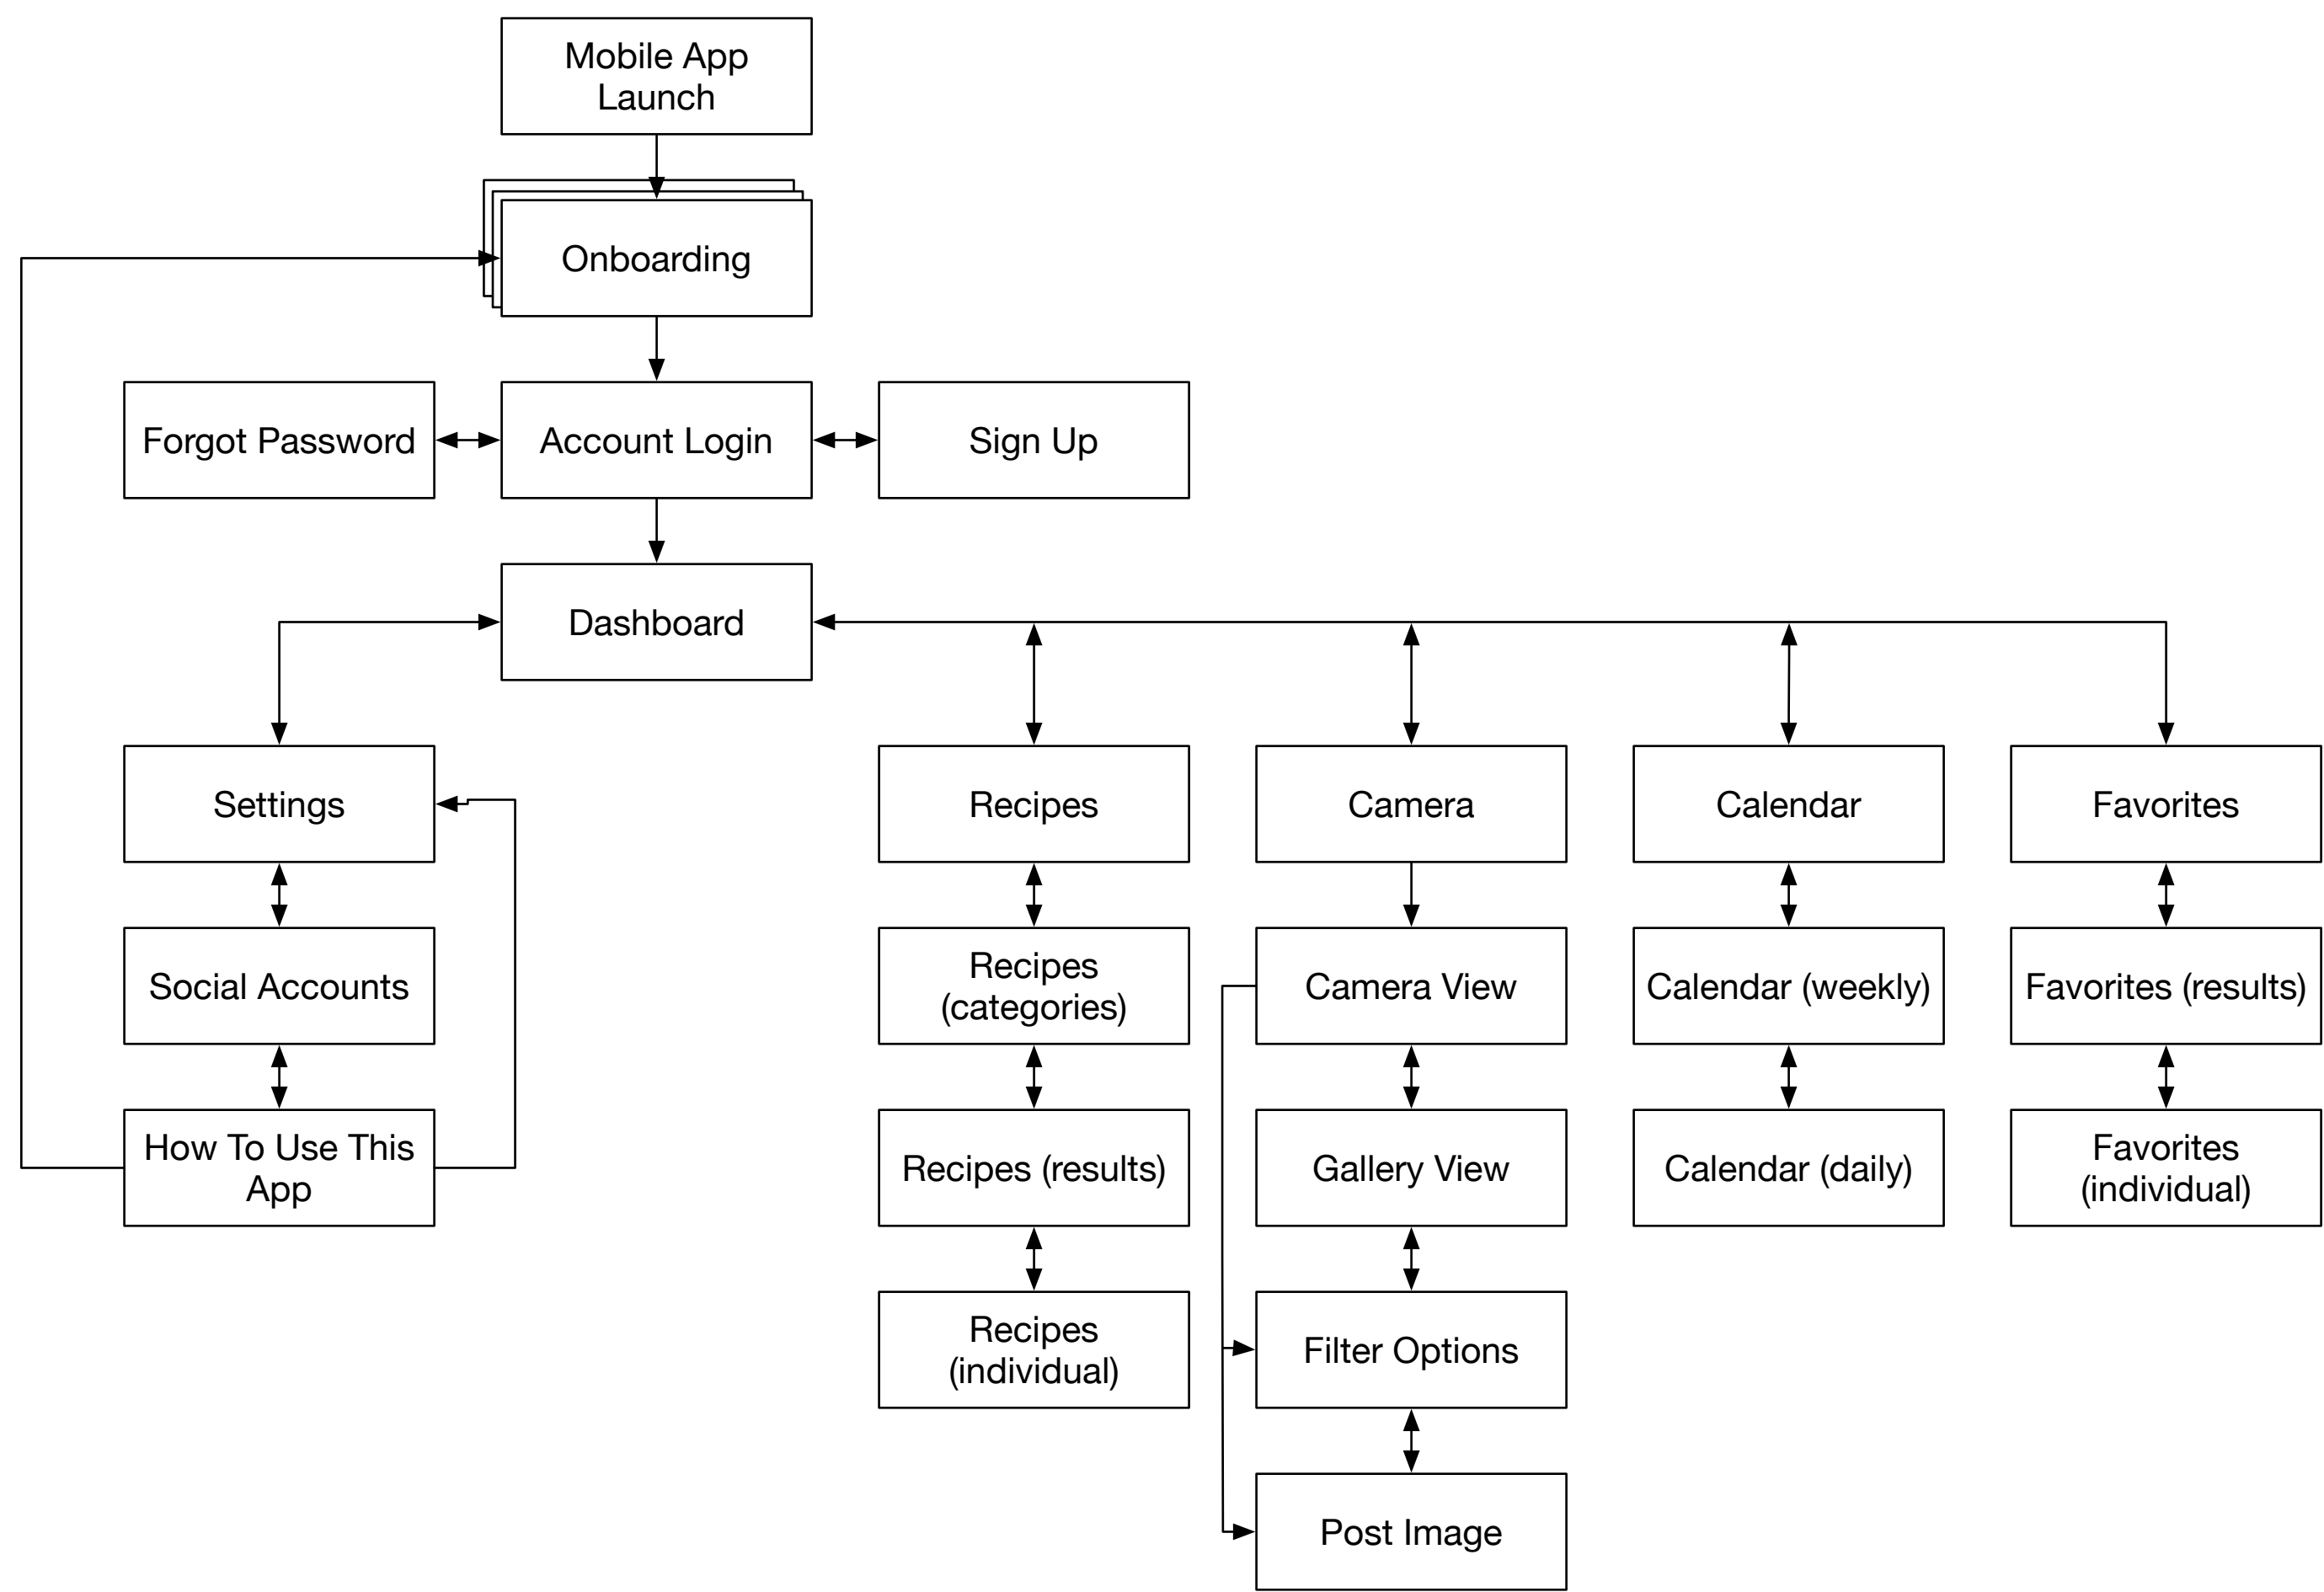 Mobile App
Launch
Onboarding
Forgot Password
Account Login
Sign Up
Dashboard
Settings
Recipes
Camera
Calendar
Favorites
Social Accounts
Recipes
(categories)
Camera View
Calendar (weekly)
Favorites (results)
How To Use This
App
Recipes (results)
Gallery View
Calendar (daily)
Favorites
(individual)
Recipes
(individual)
Filter Options
Post Image